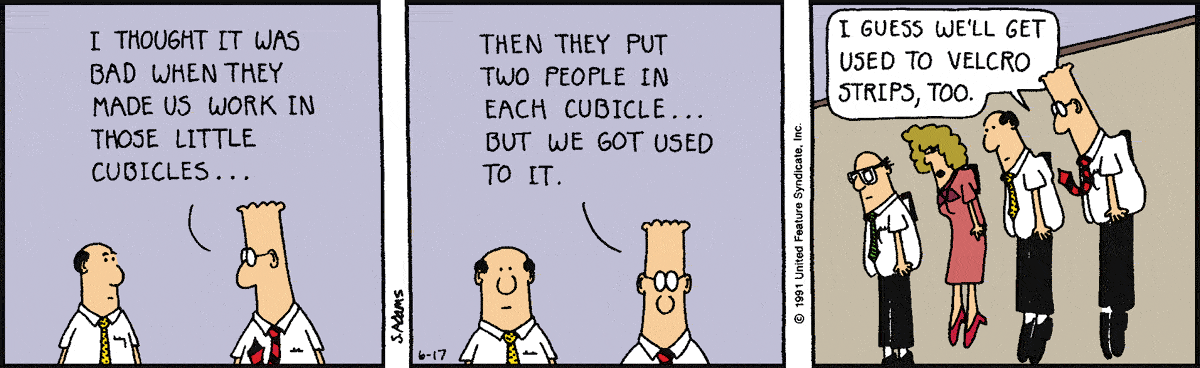 I THOUGHT IT WAS
BAD WHEN THEY
MADE US WORK IN
THOSE LITTLE
CUBICLES...
S.ADAMS
THEN THEY PUT
TWO PEOPLE IN
EACH CUBICLE...
BUT WE GOT USED
TO IT.
6-17
© 1991 United Feature Syndicate, Inc.
I GUESS WE'LL GET
USED TO VELCRO
STRIPS, TOO.